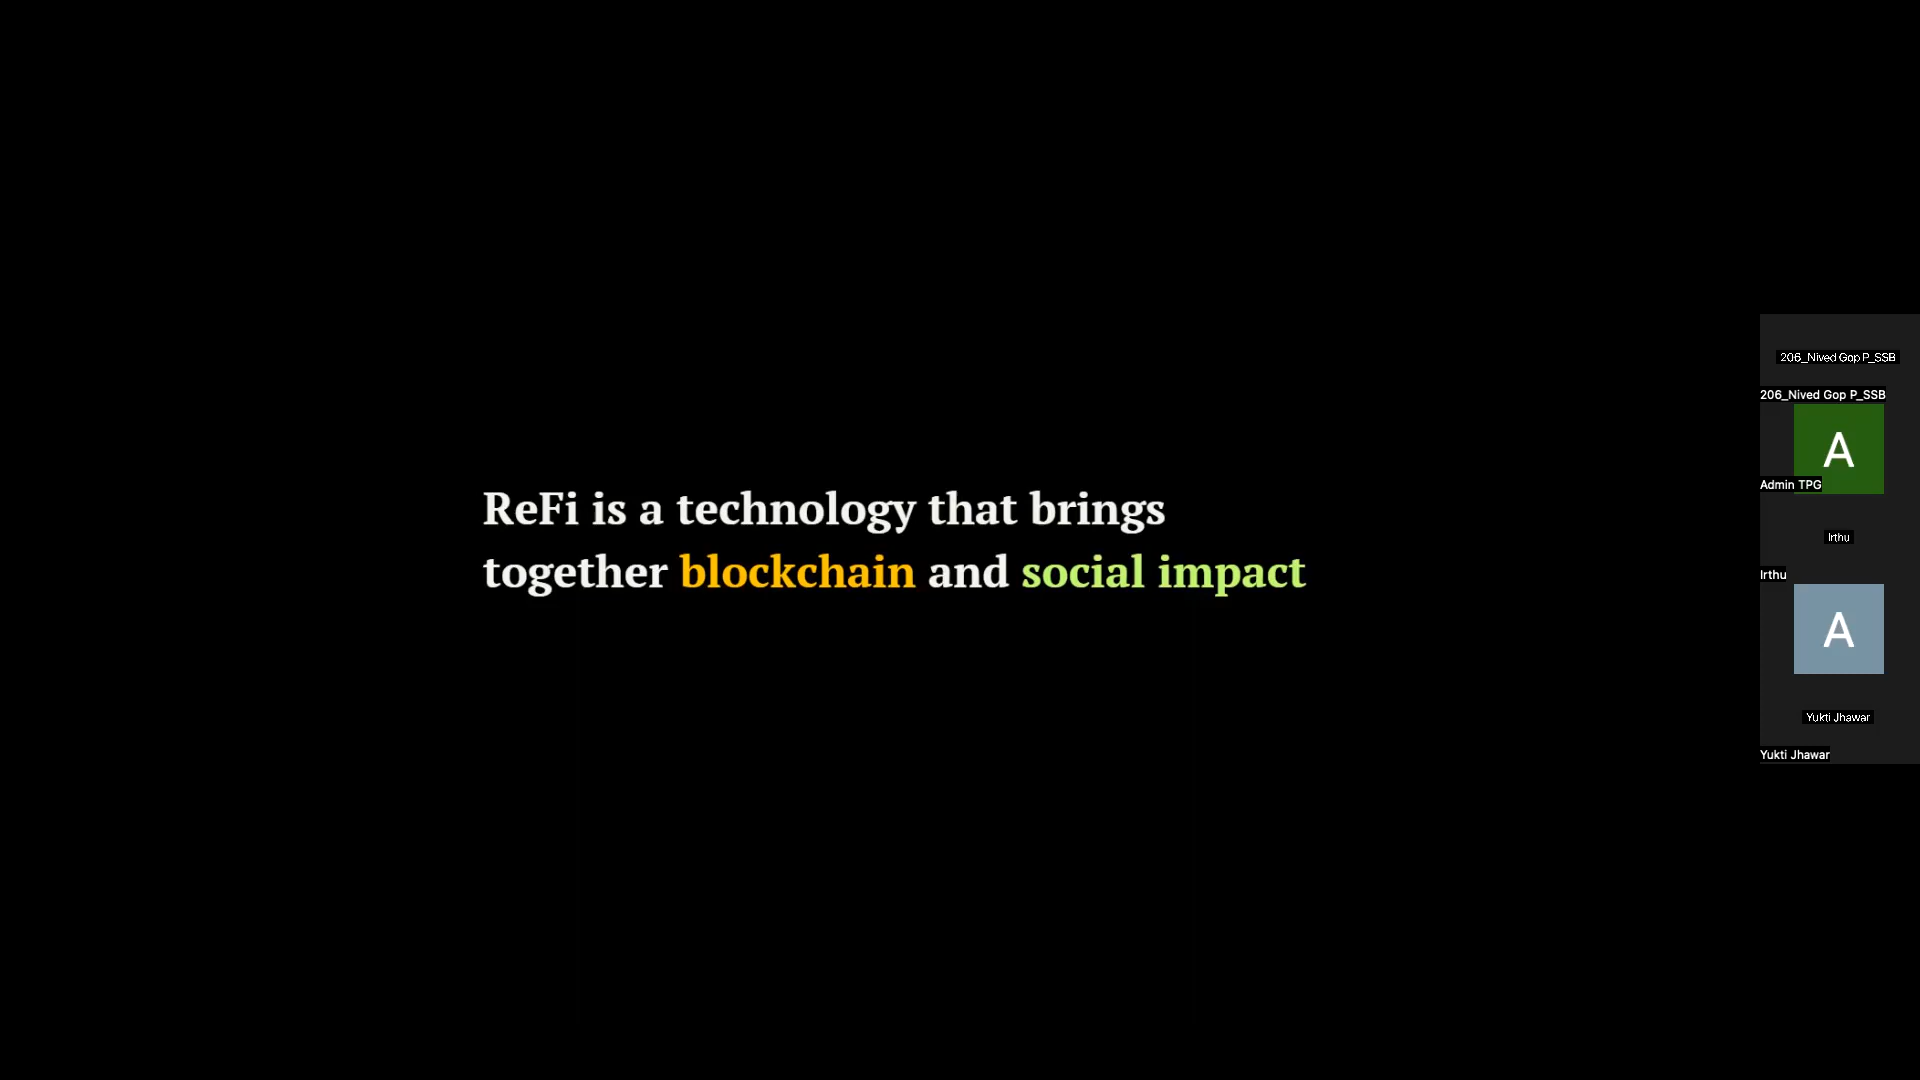 ReFi is a technology that brings
together blockchain and social impact
206_Nived Gop P_SSB
206_Nived Gop P_SSB
A
Admin TPG
Irthu
Irthu
A
Yukti Jhawar
Yukti Jhawar